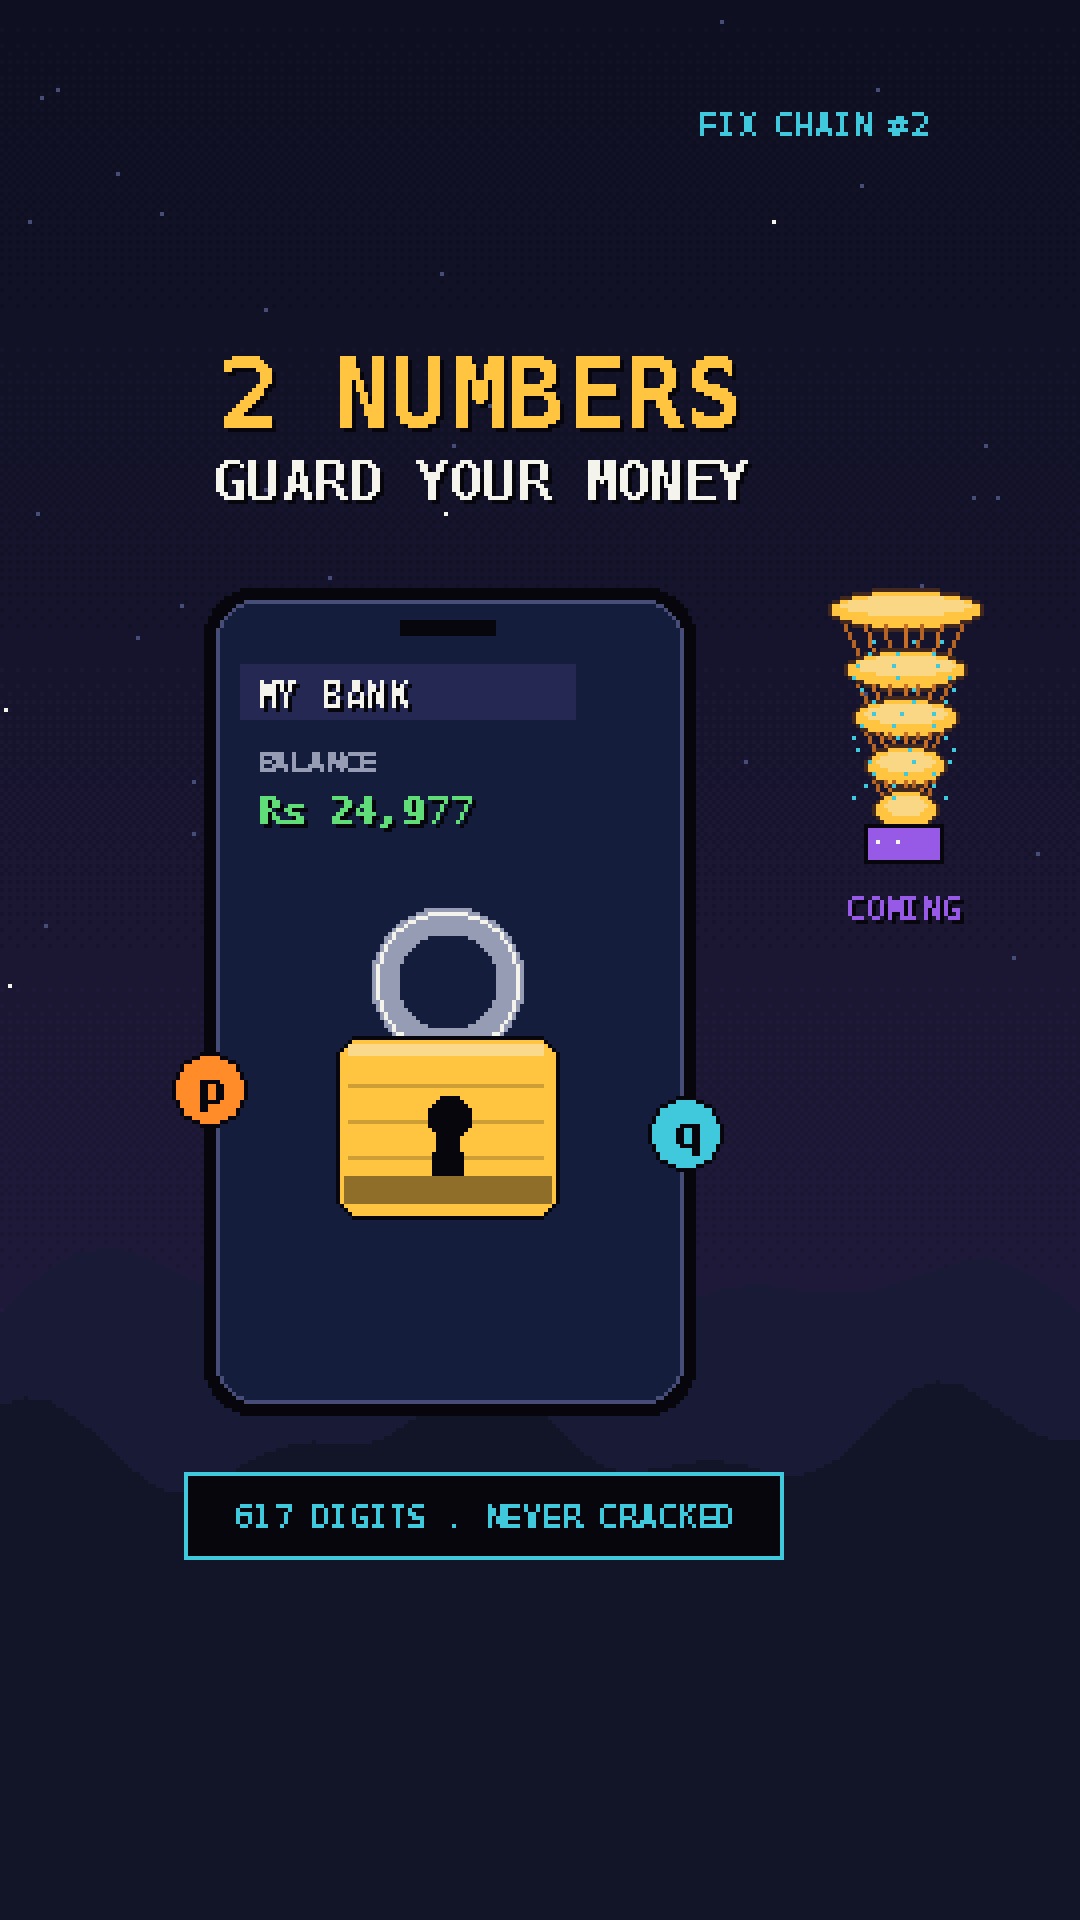 FIX CHAIN #2
2 NUMBERS
GUARD YOUR MONEY
MY BANK
BALANCE
Rs 24,977
COMING
p
q
617 DIGITS . NEVER CRACKED